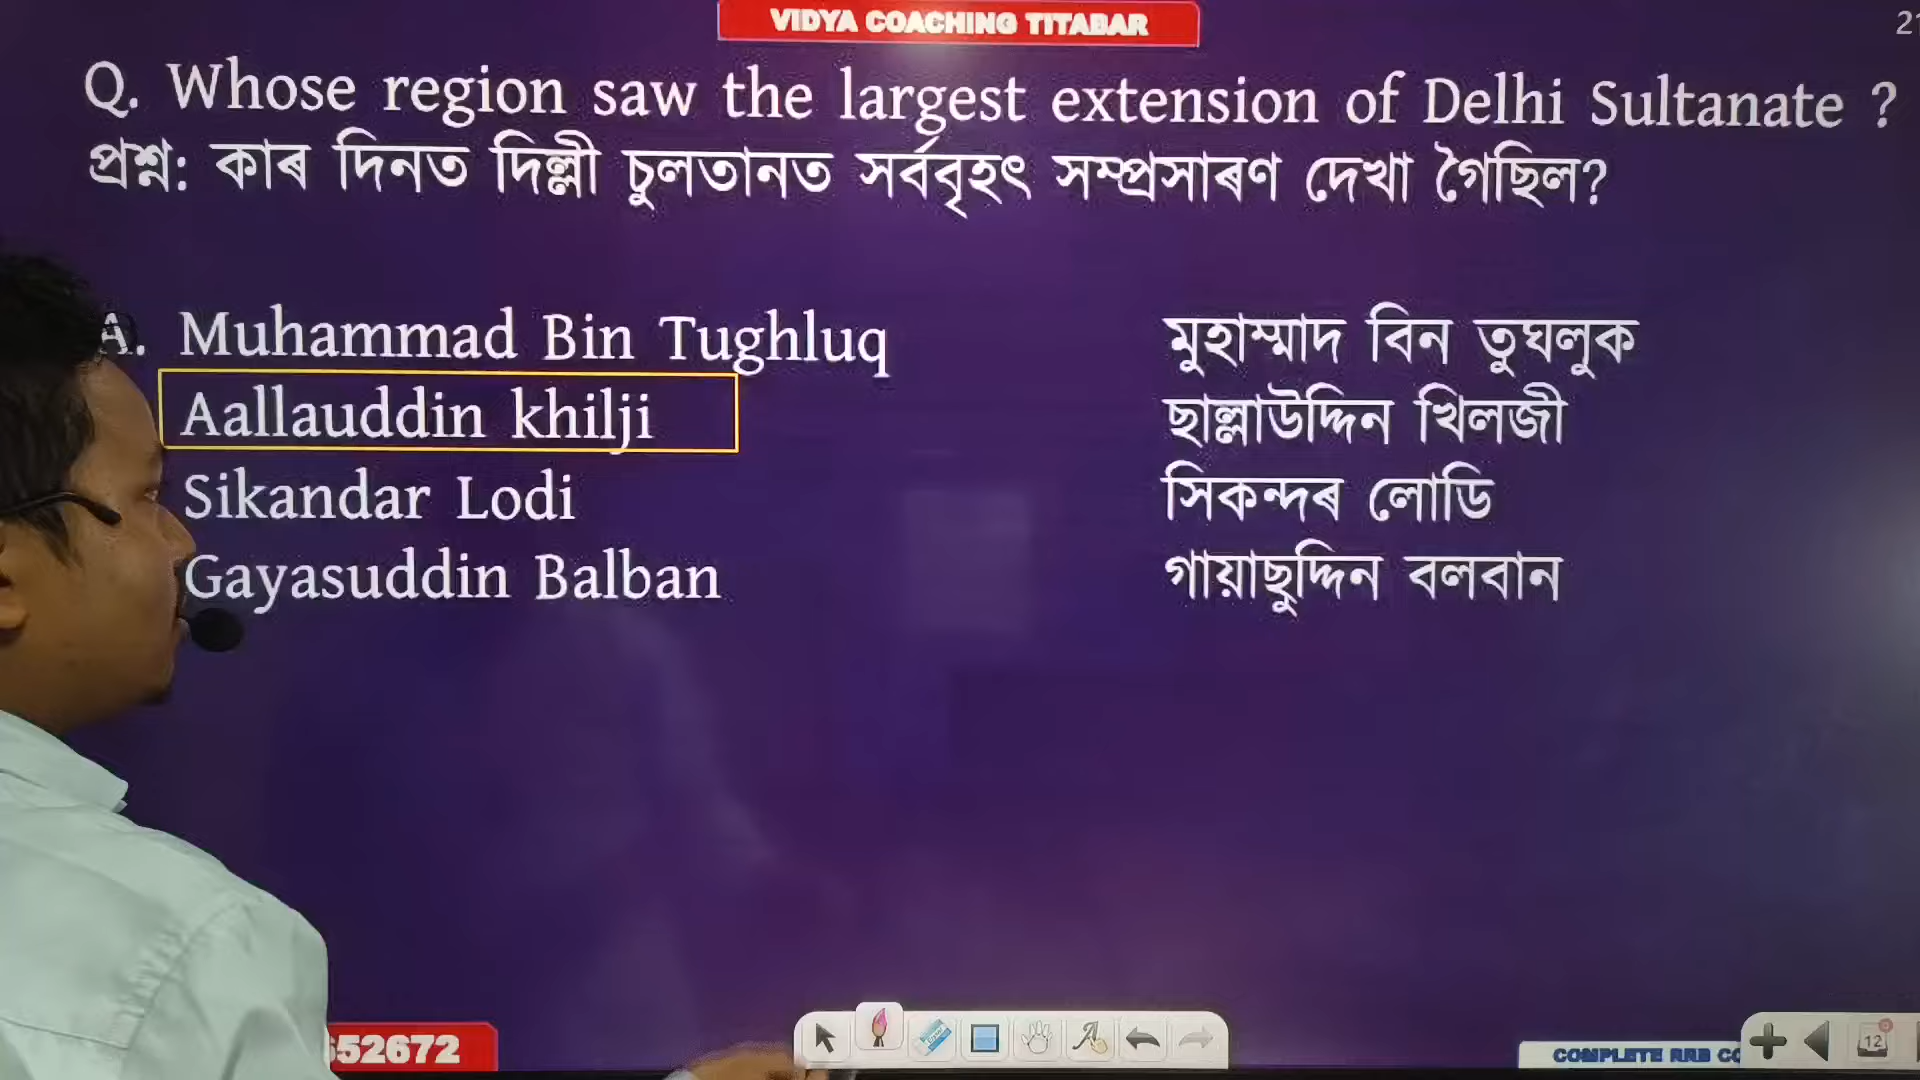 VIDYA COACHING TITABAR
Q. Whose region saw the largest extension of Delhi Sultanate ?
প্ৰশ্ন: কাৰ দিনত দিল্লী চুলতানত সৰ্ববৃহৎ সম্প্ৰসাৰণ দেখা গৈছিল?
A. Muhammad Bin Tughluq মুহাম্মাদ বিন তুঘলুক
Aallauddin khilji ছাল্লাউদ্দিন খিলজী
Sikandar Lodi সিকন্দৰ লোডি
Gayasuddin Balban গায়াছুদ্দিন বলবান
52672
COMPLETE RRB
12